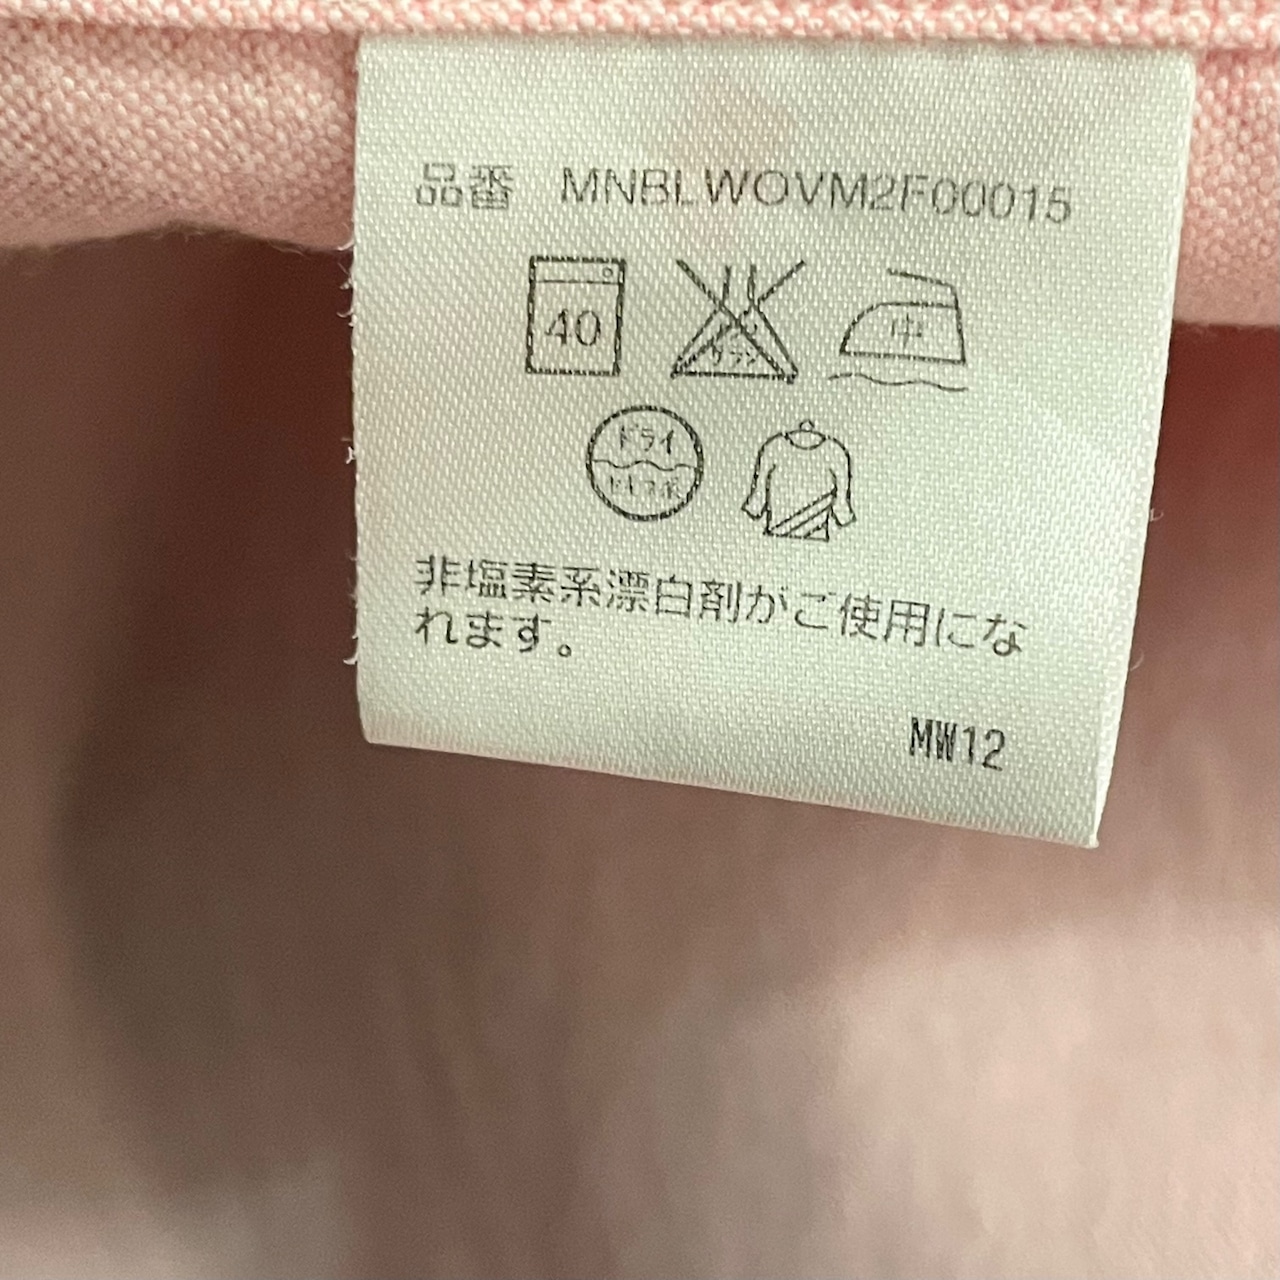 品番 MNBLWOVM2F00015
40
中
ドライ
非塩素系漂白剤がご使用にな
れます。
MW12